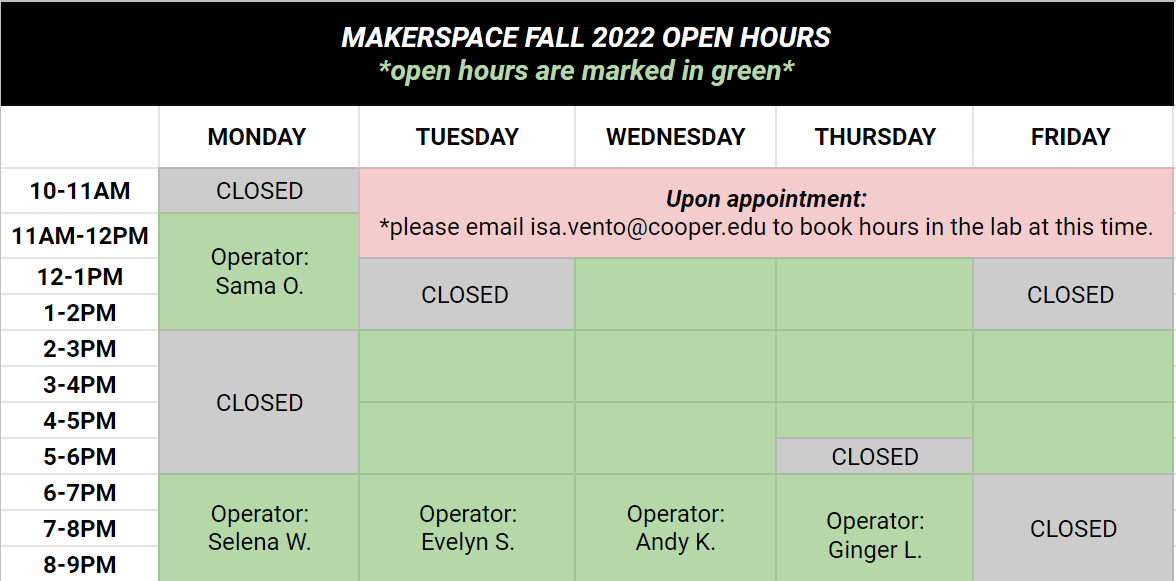 MAKERSPACE FALL 2022 OPEN HOURS
*open hours are marked in green*
MONDAY TUESDAY WEDNESDAY THURSDAY FRIDAY
10-11AM CLOSED
Upon appointment:
*please email isa.vento@cooper.edu to book hours in the lab at this time.
11AM-12PM
Operator:
Sama O.
12-1PM
CLOSED CLOSED
1-2PM
2-3PM
3-4PM
CLOSED
4-5PM
5-6PM CLOSED
6-7PM
Operator: Operator: Operator: Operator:
7-8PM CLOSED
Selena W. Evelyn S. Andy K. Ginger L.
8-9PM